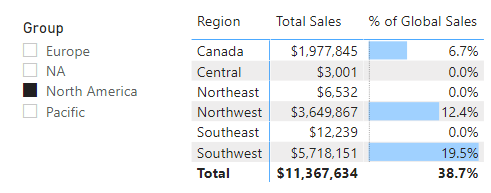 Group
Europe
NA
North America
Pacific
Region Total Sales % of Global Sales
Canada $1,977,845 6.7%
Central $3,001 0.0%
Northeast $6,532 0.0%
Northwest $3,649,867 12.4%
Southeast $12,239 0.0%
Southwest $5,718,151 19.5%
Total $11,367,634 38.7%